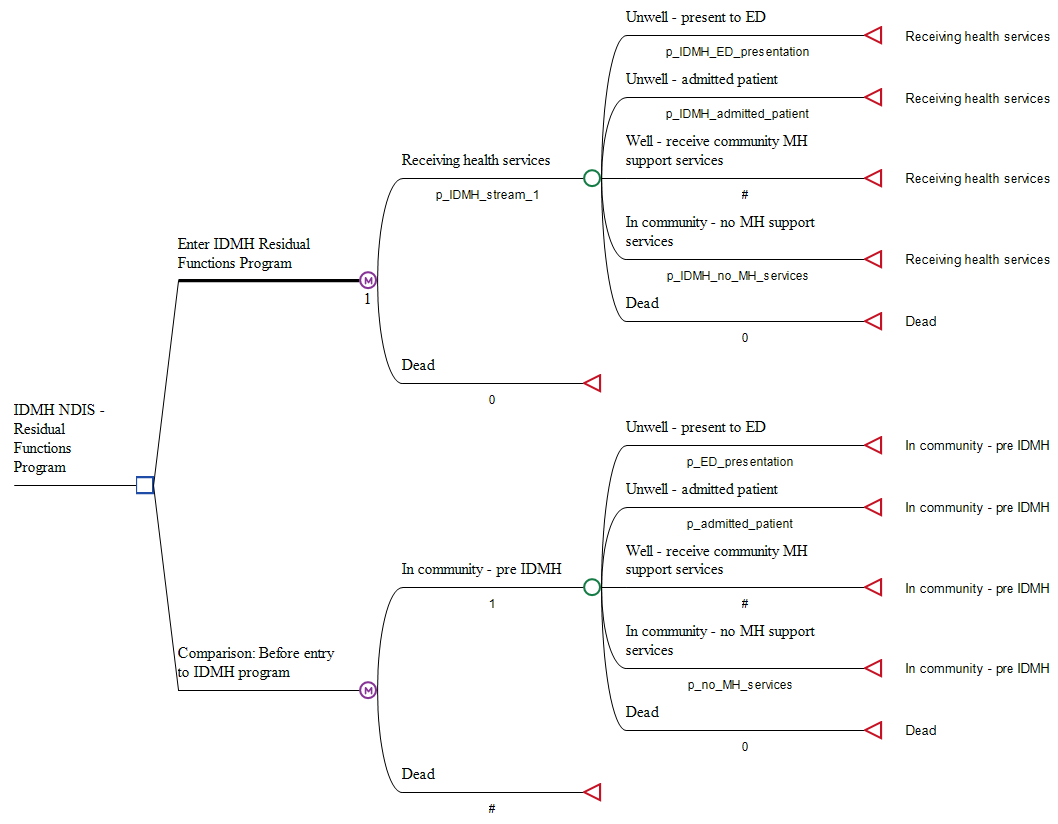 Unwell - present to ED
p_IDMH_ED_presentation
Receiving health services
Unwell - admitted patient
p_IDMH_admitted_patient
Receiving health services
Well - receive community MH
support services
#
Receiving health services
In community - no MH support
services
p_IDMH_no_MH_services
Receiving health services
Dead
0
Dead
Receiving health services
p_IDMH_stream_1
Enter IDMH Residual
Functions Program
M
1
Dead
0
IDMH NDIS -
Residual
Functions
Program
Unwell - present to ED
p_ED_presentation
In community - pre IDMH
Unwell - admitted patient
p_admitted_patient
In community - pre IDMH
Well - receive community MH
support services
#
In community - pre IDMH
In community - no MH support
services
p_no_MH_services
In community - pre IDMH
Dead
0
Dead
In community - pre IDMH
1
Comparison: Before entry
to IDMH program
M
Dead
#